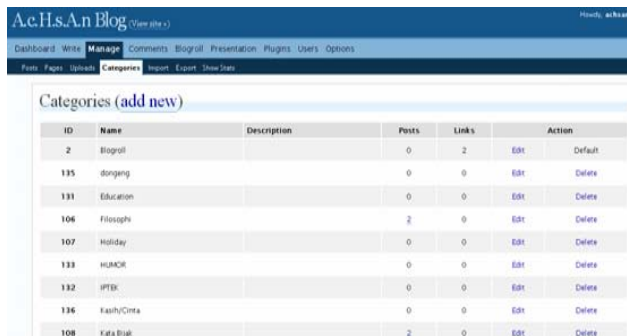 A.c.H.s.A.n Blog (View site »)
Howdy, achsan
Dashboard Write Manage Comments Blogroll Presentation Plugins Users Options
Posts Pages Uploads Categories Import Export ShowStats
Categories (add new)
ID Name Description Posts Links Action
2 Blogroll 0 2 Edit Default
135 dongeng 0 0 Edit Delete
131 Education 0 0 Edit Delete
106 Filosophi 2 0 Edit Delete
107 Holiday 0 0 Edit Delete
133 HUMOR 0 0 Edit Delete
132 IPTEK 0 0 Edit Delete
136 Kasih/Cinta 0 0 Edit Delete
108 Kata Bijak 2 0 Edit Delete